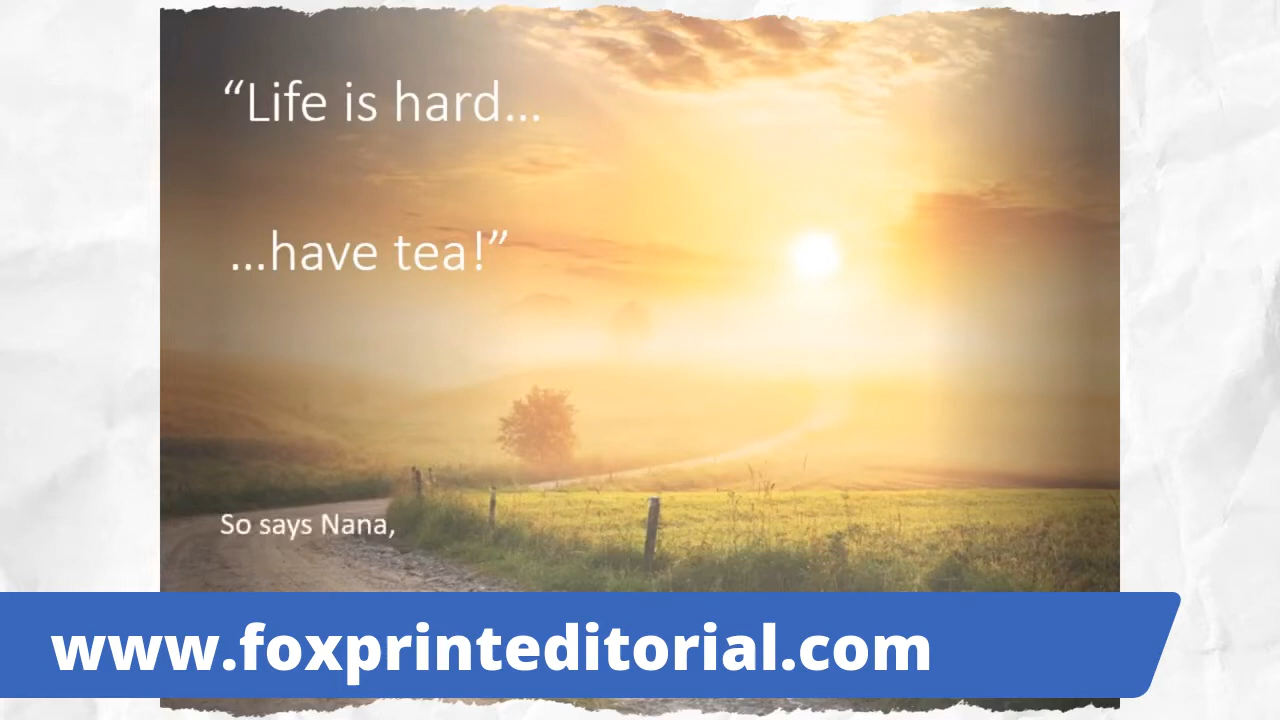 “Life is hard...
...have tea!”
So says Nana,
www.foxprinteditorial.com